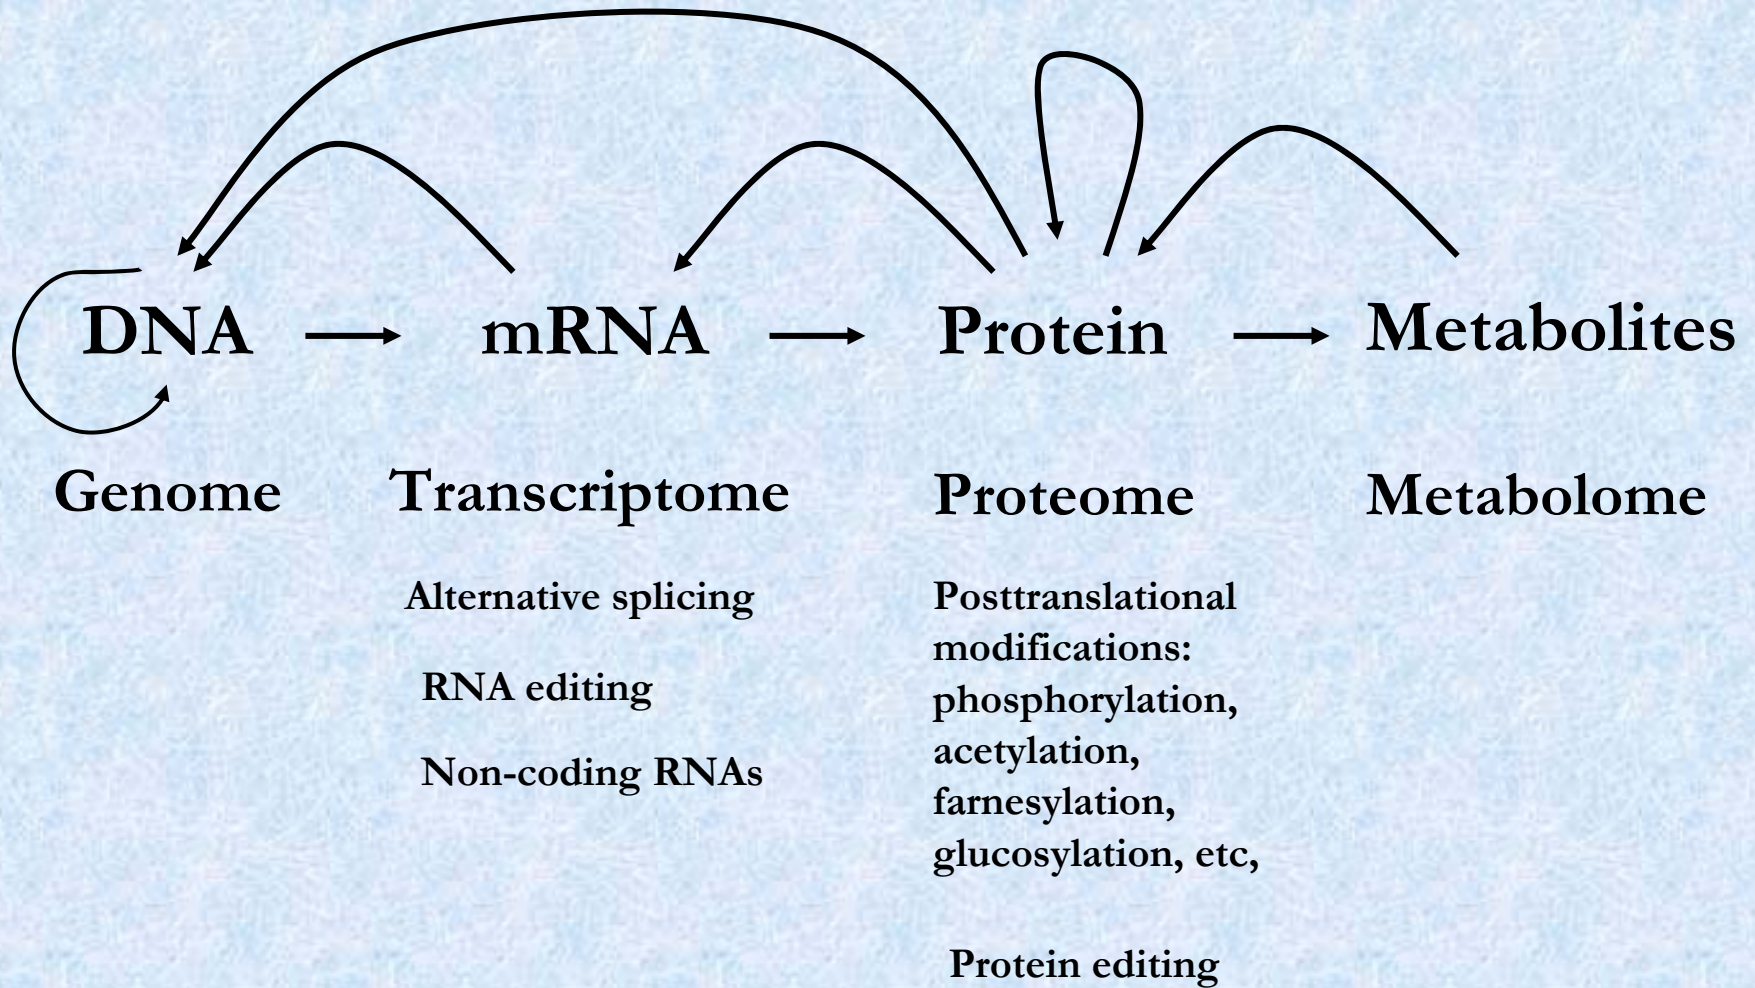 DNA mRNA Protein Metabolites
Genome Transcriptome Proteome Metabolome
Alternative splicing
RNA editing
Non-coding RNAs
Posttranslational
modifications:
phosphorylation,
acetylation,
farnesylation,
glucosylation, etc,
Protein editing